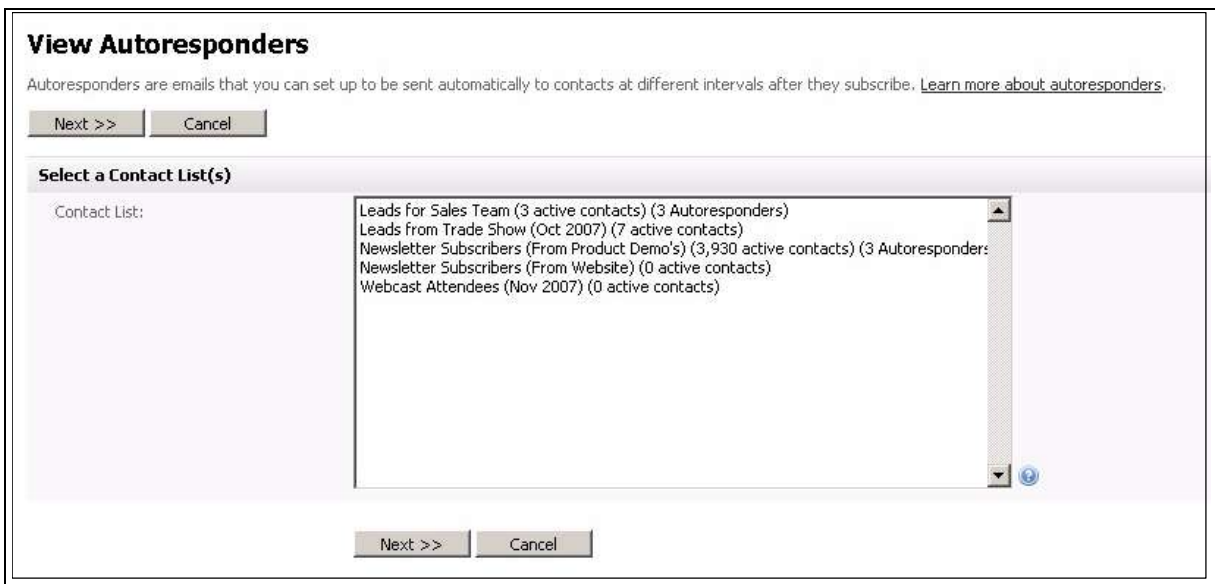 View Autoresponders
Autoresponders are emails that you can set up to be sent automatically to contacts at different intervals after they subscribe. Learn more about autoresponders.
Next >> Cancel
Select a Contact List(s)
Contact List:
Leads for Sales Team (3 active contacts) (3 Autoresponders)
Leads from Trade Show (Oct 2007) (7 active contacts)
Newsletter Subscribers (From Product Demo's) (3,930 active contacts) (3 Autoresponders
Newsletter Subscribers (From Website) (0 active contacts)
Webcast Attendees (Nov 2007) (0 active contacts)
?
Next >> Cancel